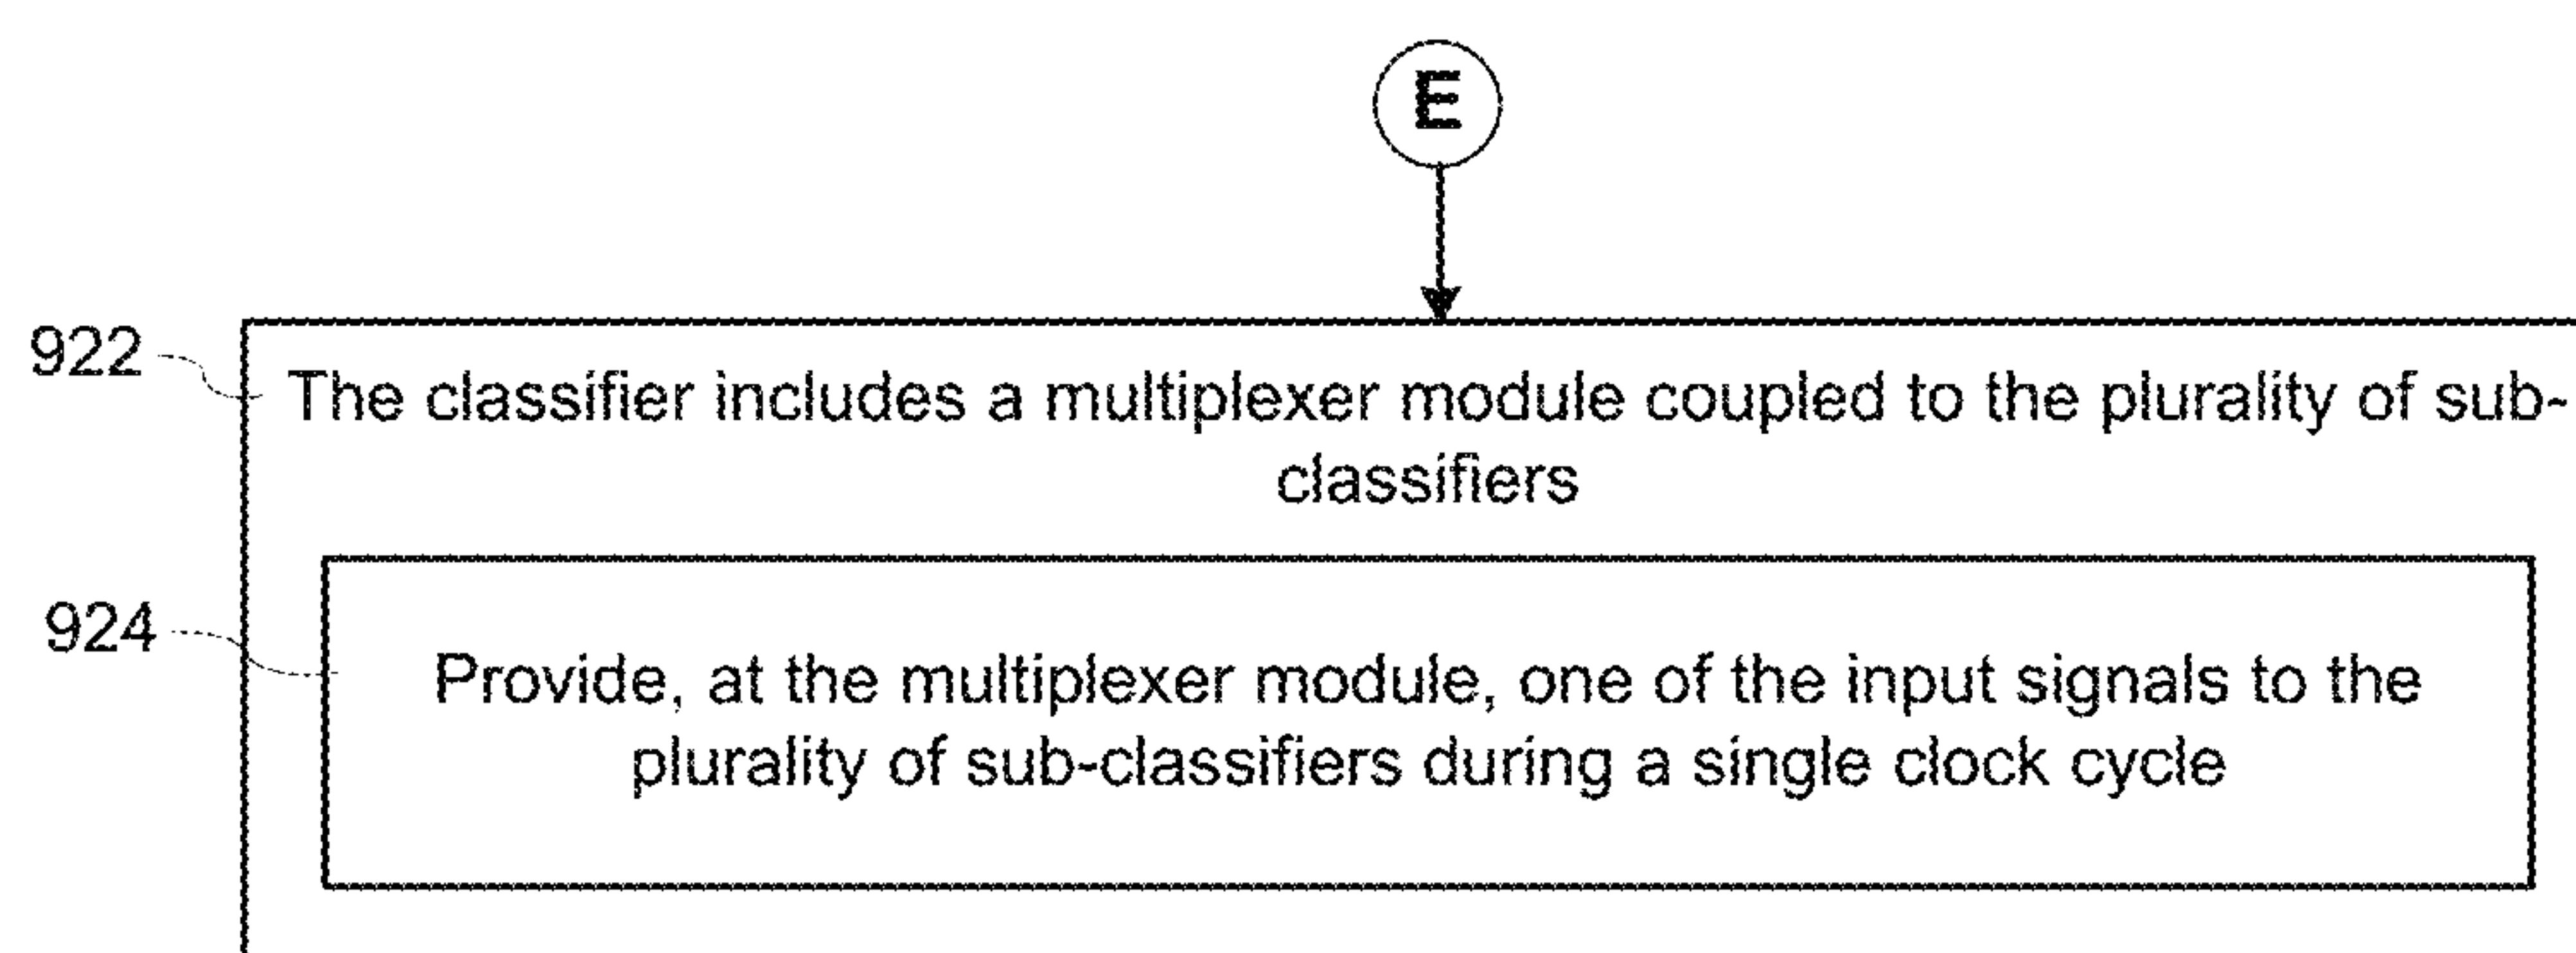 E
922
The classifier includes a multiplexer module coupled to the plurality of sub-
classifiers
924
Provide, at the multiplexer module, one of the input signals to the
plurality of sub-classifiers during a single clock cycle